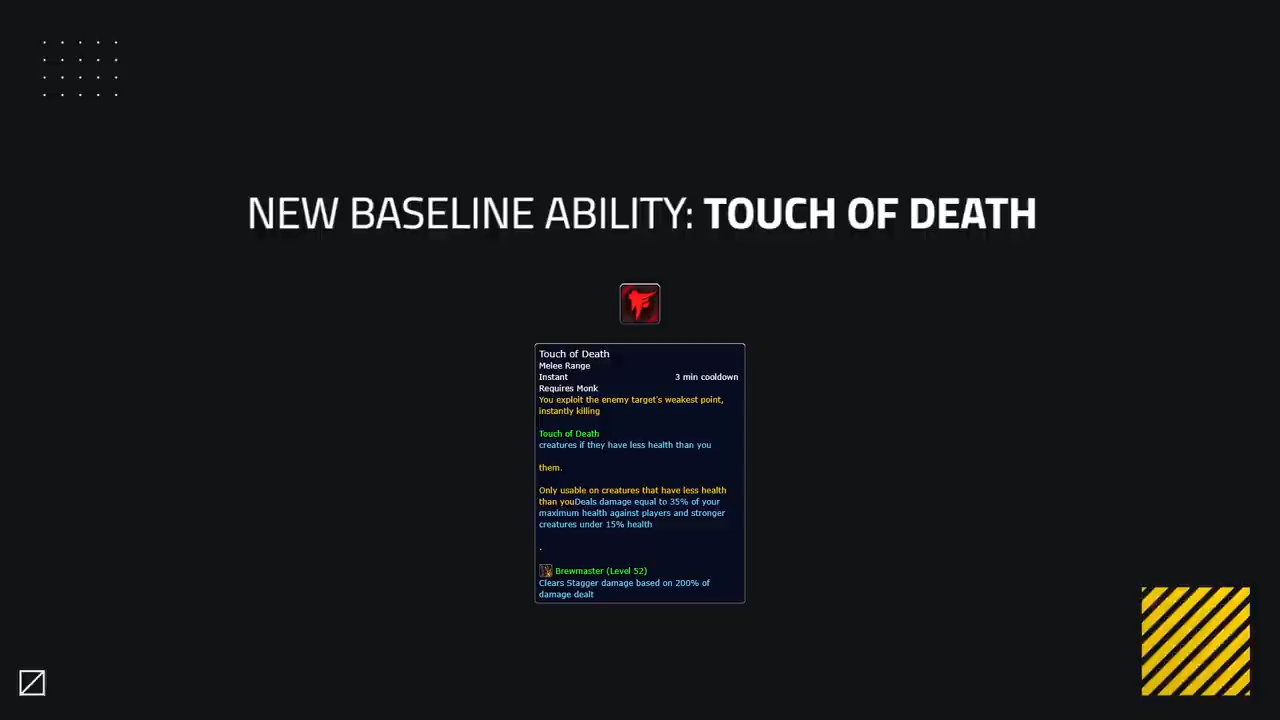 NEW BASELINE ABILITY: TOUCH OF DEATH
Touch of Death
Melee Range
Instant 3 min cooldown
Requires Monk
You exploit the enemy target's weakest point,
instantly killing
Touch of Death
creatures if they have less health than you
them.
Only usable on creatures that have less health
than youDeals damage equal to 35% of your
maximum health against players and stronger
creatures under 15% health
.
Brewmaster (Level 52)
Clears Stagger damage based on 200% of
damage dealt